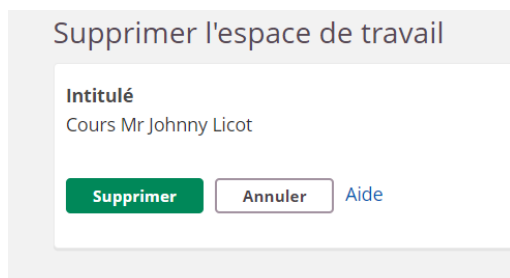 Supprimer l'espace de travail
Intitulé
Cours Mr Johnny Licot
Supprimer Annuler Aide